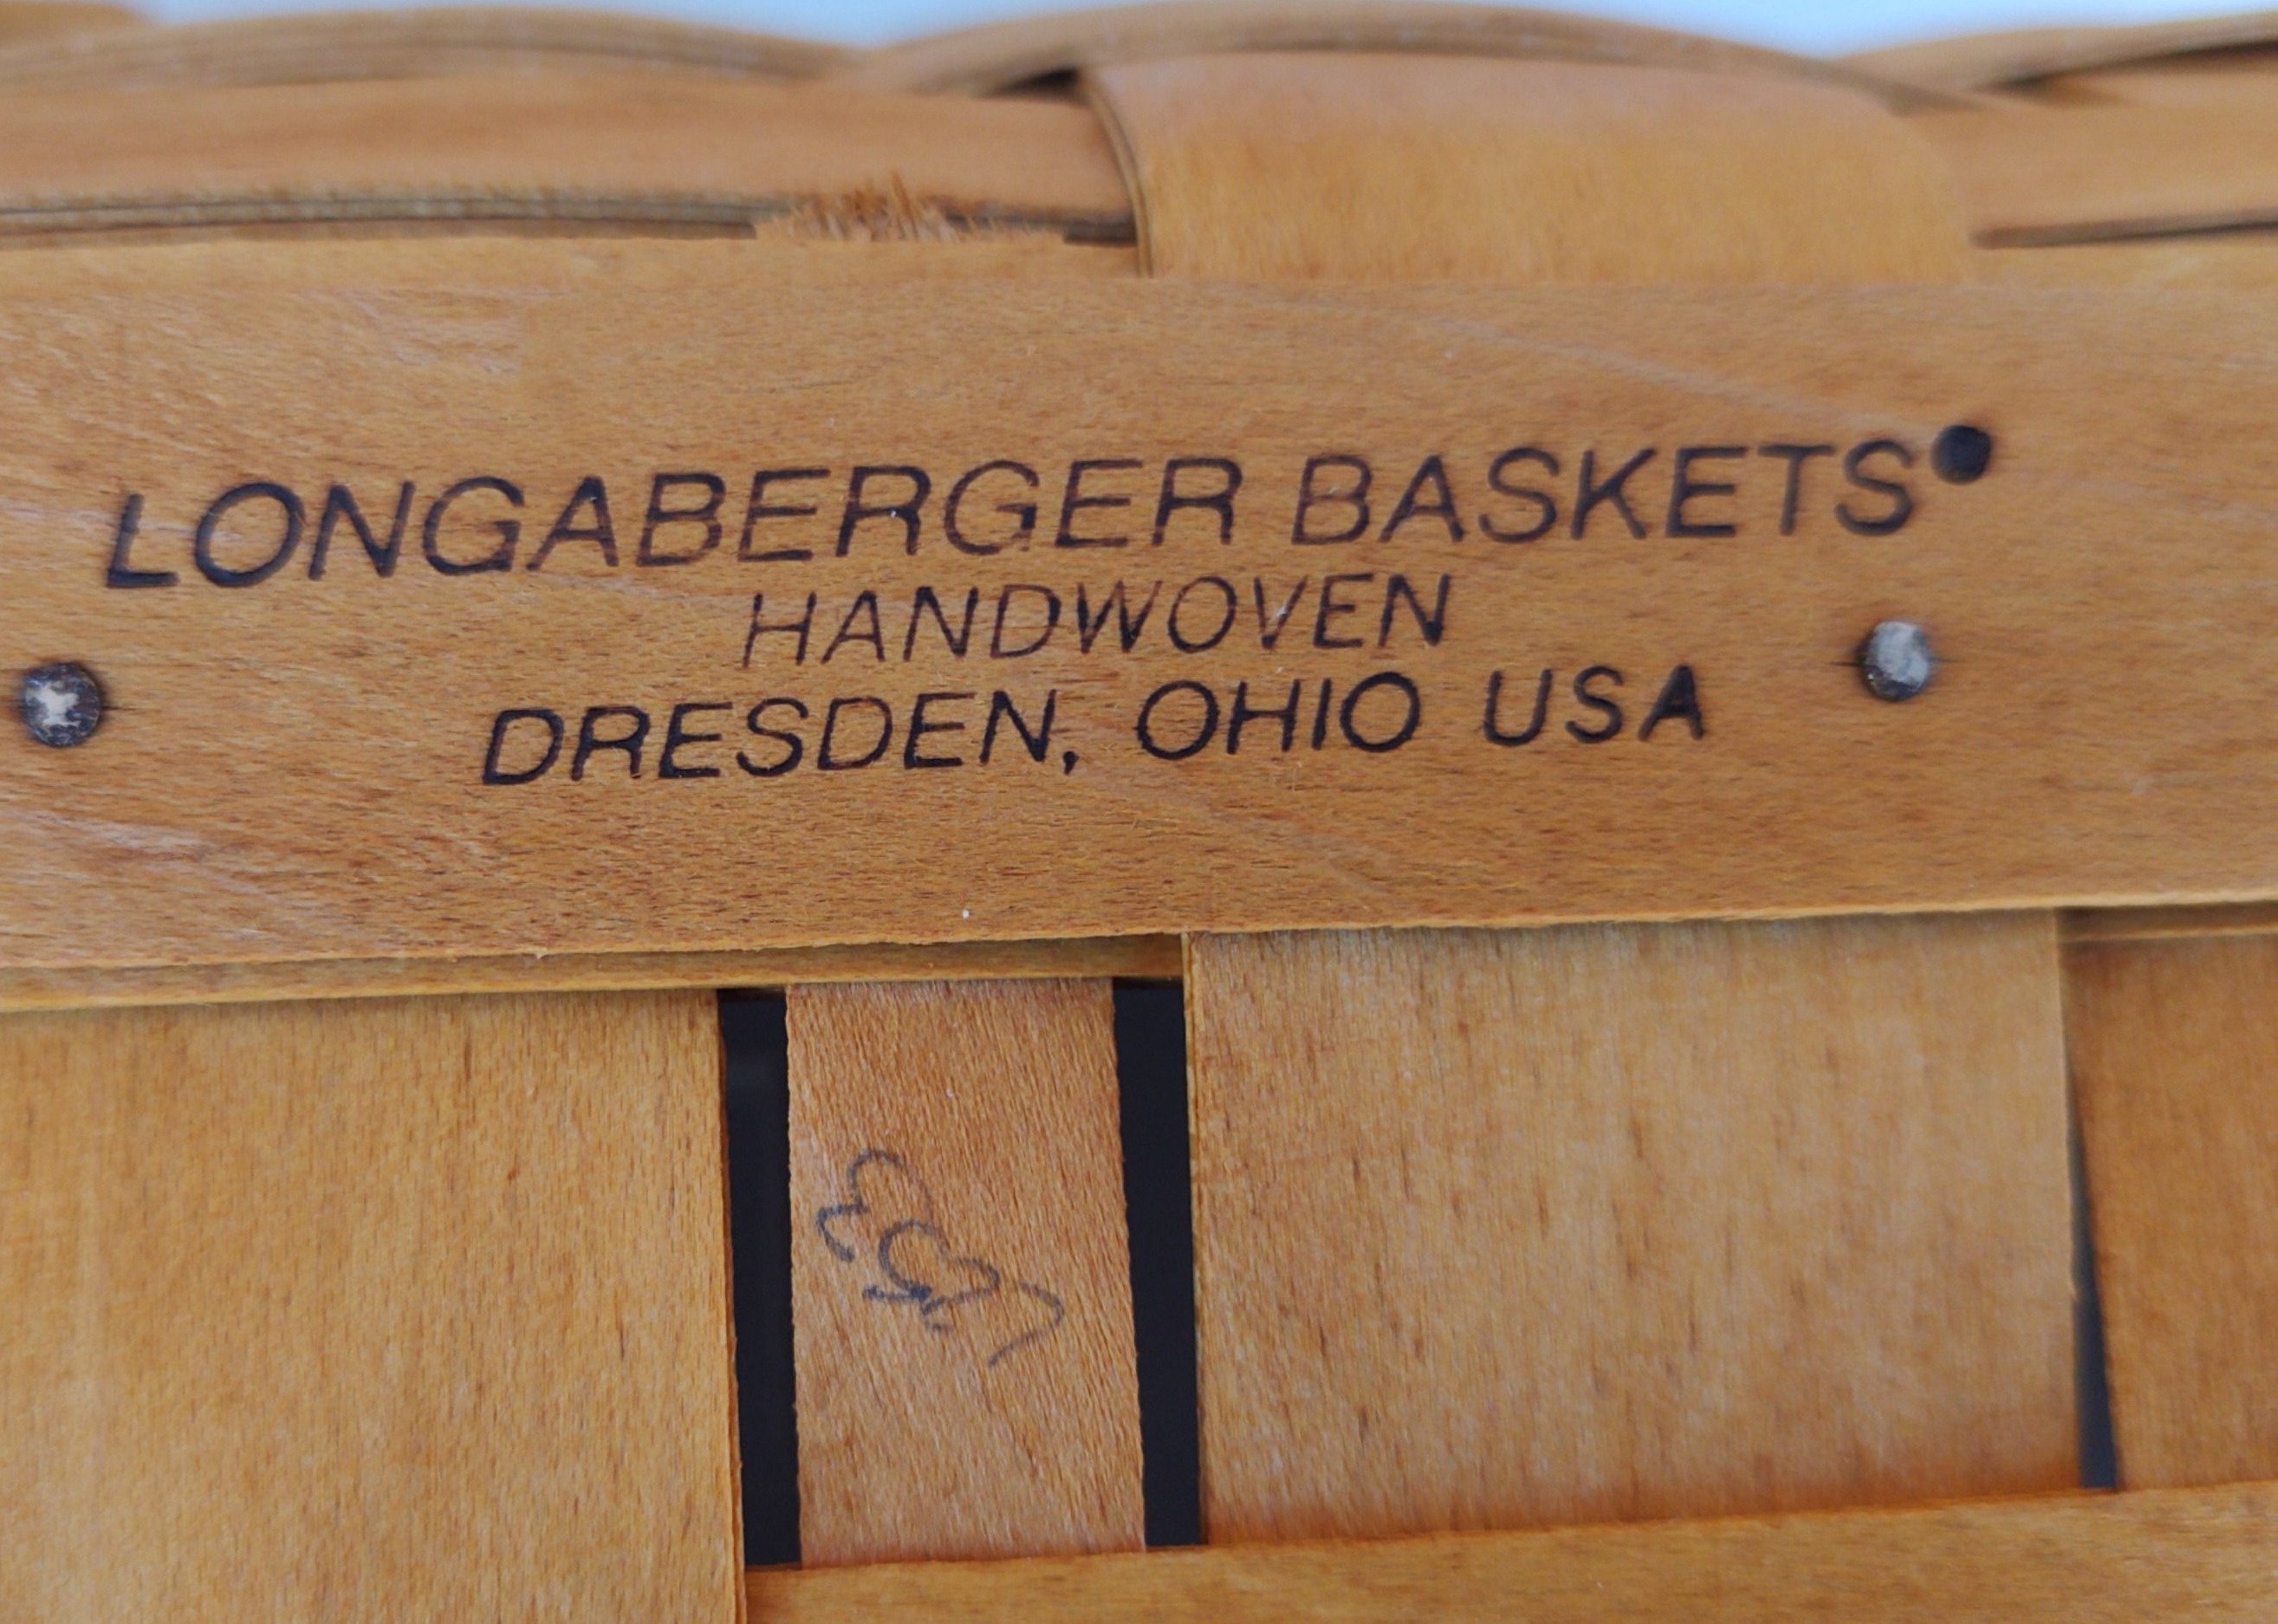 LONGABERGER BASKETS
HANDWOVEN
DRESDEN, OHIO USA